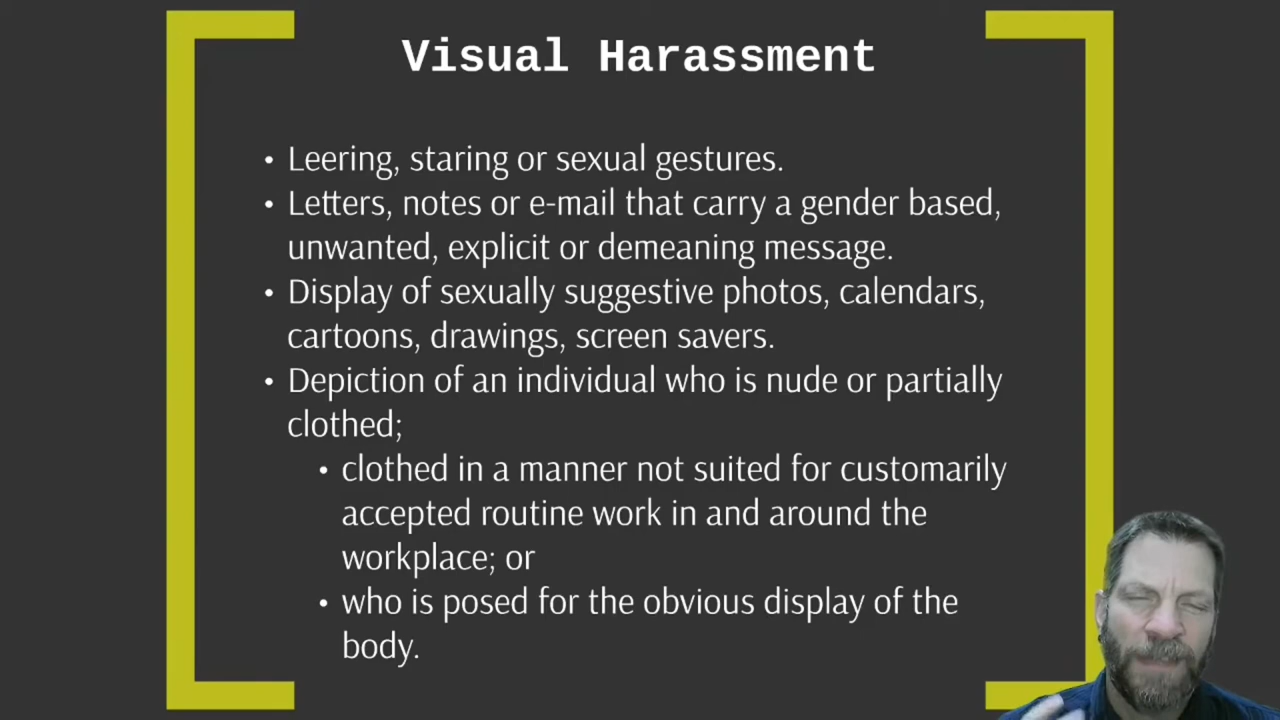 Visual Harassment
• Leering, staring or sexual gestures.
• Letters, notes or e-mail that carry a gender based,
unwanted, explicit or demeaning message.
• Display of sexually suggestive photos, calendars,
cartoons, drawings, screen savers.
• Depiction of an individual who is nude or partially
clothed;
• clothed in a manner not suited for customarily
accepted routine work in and around the
workplace; or
• who is posed for the obvious display of the
body.